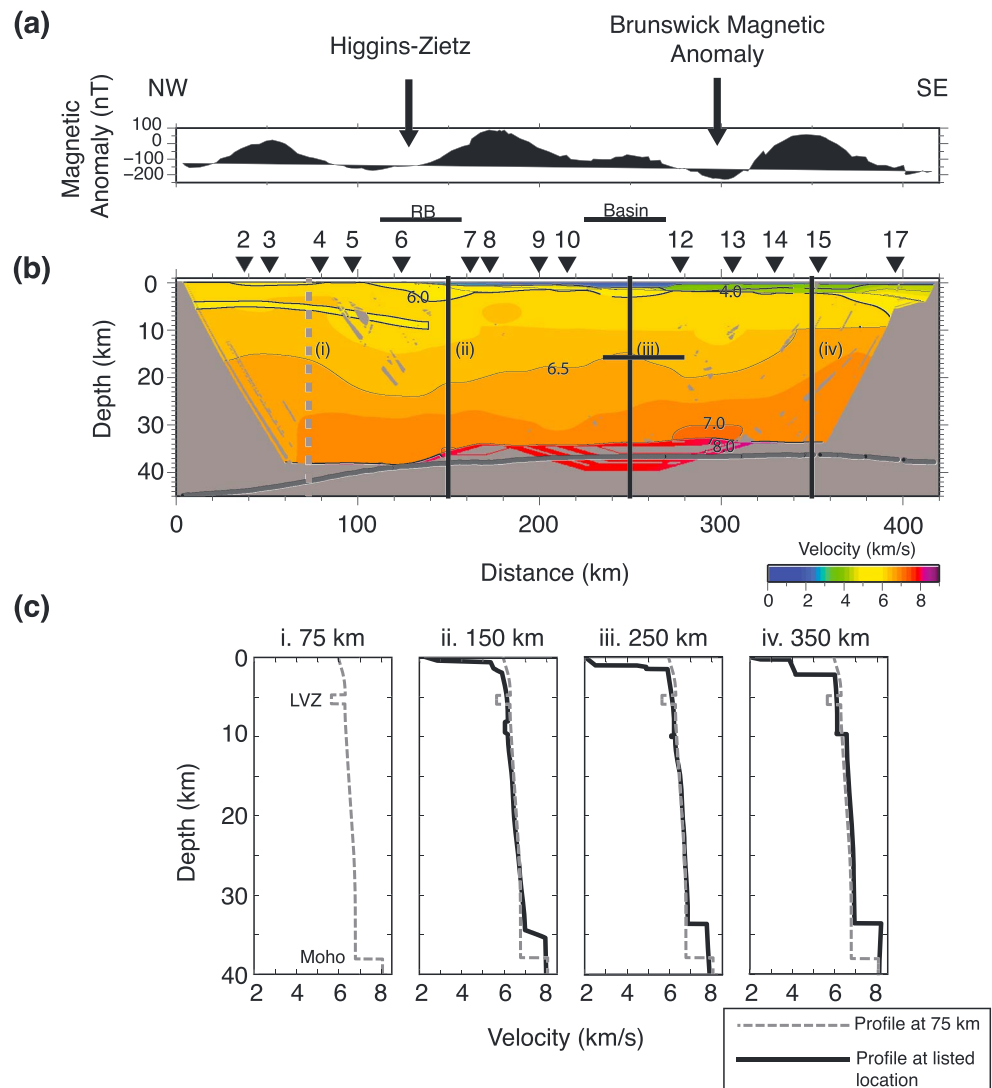 (a)
Higgins-Zietz
Brunswick Magnetic
Anomaly
NW
SE
Magnetic
Anomaly (nT)
100
0
−100
−200
RB
Basin
2 3 4 5 6 7 8 9 10 12 13 14 15 17
(b)
0
10
20
30
40
Depth (km)
6.0
4.0
(i)
(ii)
(iii)
(iv)
6.5
7.0
8.0
0 100 200 300 400
Distance (km)
Velocity (km/s)
0 2 4 6 8
(c)
i. 75 km
ii. 150 km
iii. 250 km
iv. 350 km
0
10
20
30
40
Depth (km)
LVZ
Moho
2 4 6 8
2 4 6 8
2 4 6 8
2 4 6 8
Velocity (km/s)
Profile at 75 km
Profile at listed
location